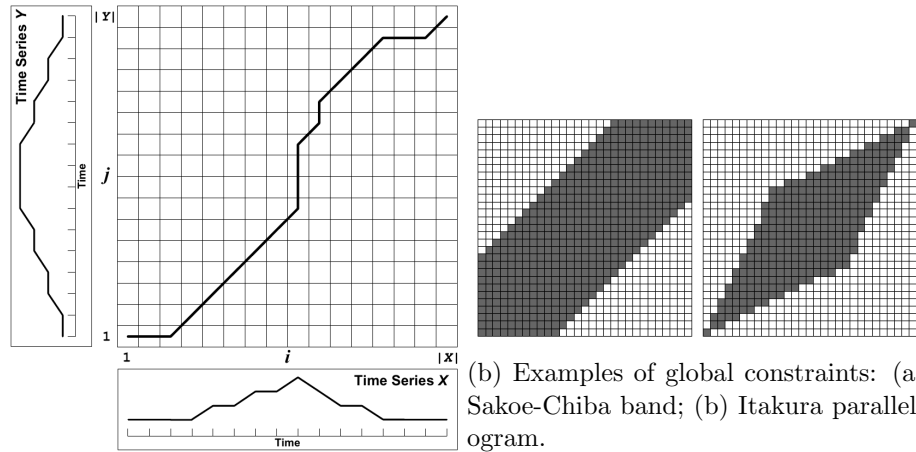 Time Series Y
Time
|Y|
j
1
1
i
|X|
Time Series X
Time
(b) Examples of global constraints: (a
Sakoe-Chiba band; (b) Itakura parallel
ogram.